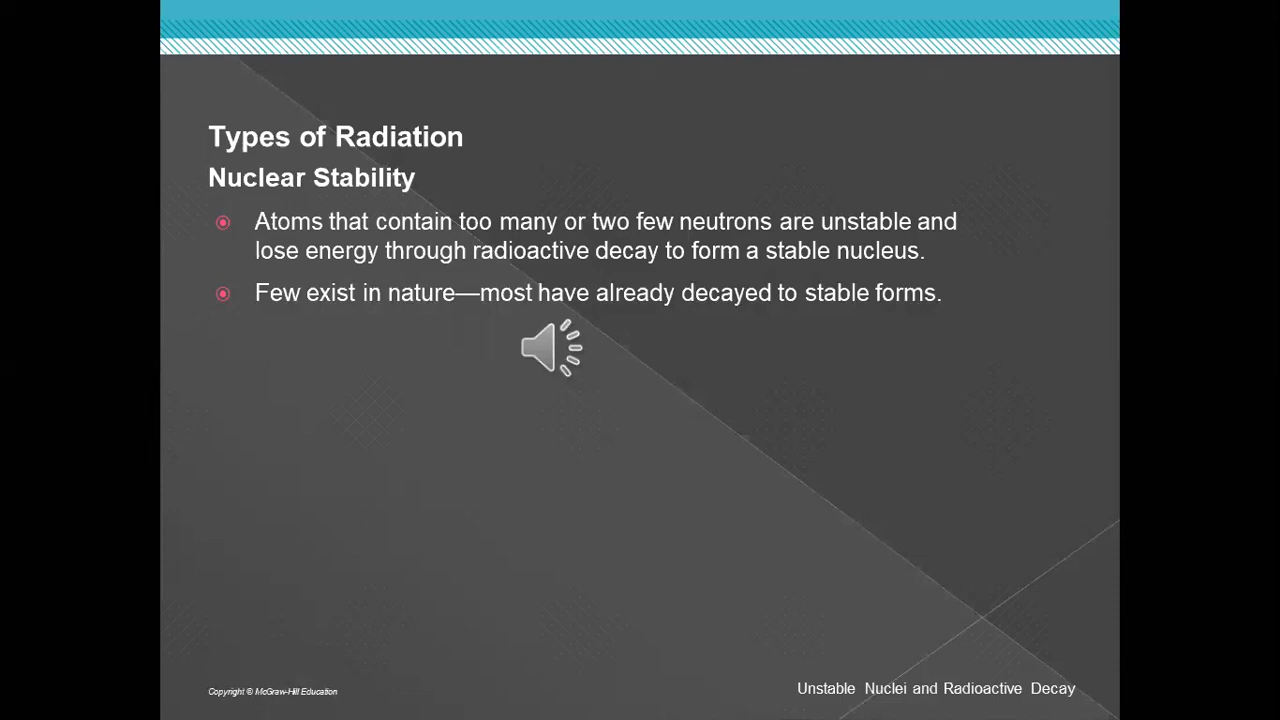 Types of Radiation
Nuclear Stability
Atoms that contain too many or two few neutrons are unstable and
lose energy through radioactive decay to form a stable nucleus.
Few exist in nature—most have already decayed to stable forms.
Copyright © McGraw-Hill Education
Unstable Nuclei and Radioactive Decay